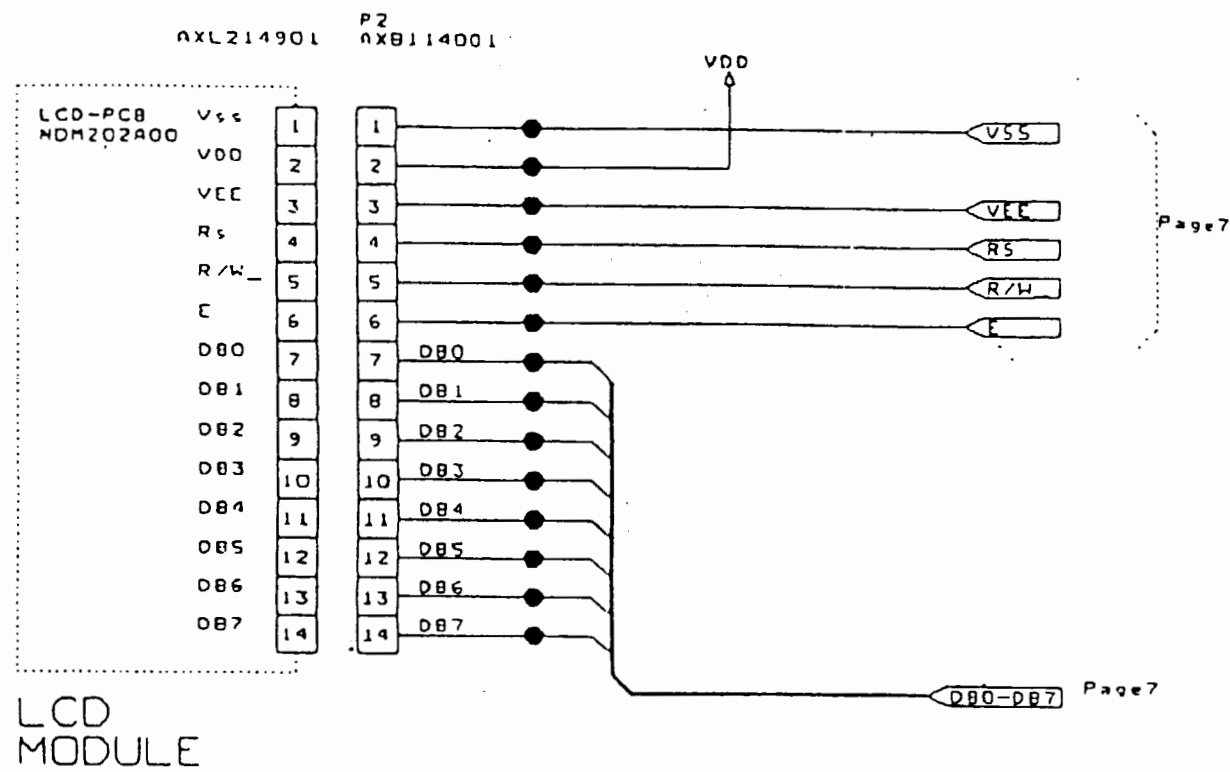 P2
AXL214901 AXB114001
VDD
LCD-PCB
NDM202A00
Vss 1 1 VSS
VDD 2 2
VEE 3 3 VEE
Rs 4 4 RS
R/W_ 5 5 R/W
E 6 6 E
DB0 7 7 DB0
DB1 8 8 DB1
DB2 9 9 DB2
DB3 10 10 DB3
DB4 11 11 DB4
DB5 12 12 DB5
DB6 13 13 DB6
DB7 14 14 DB7
Page7
DB0-DB7 Page7
LCD
MODULE